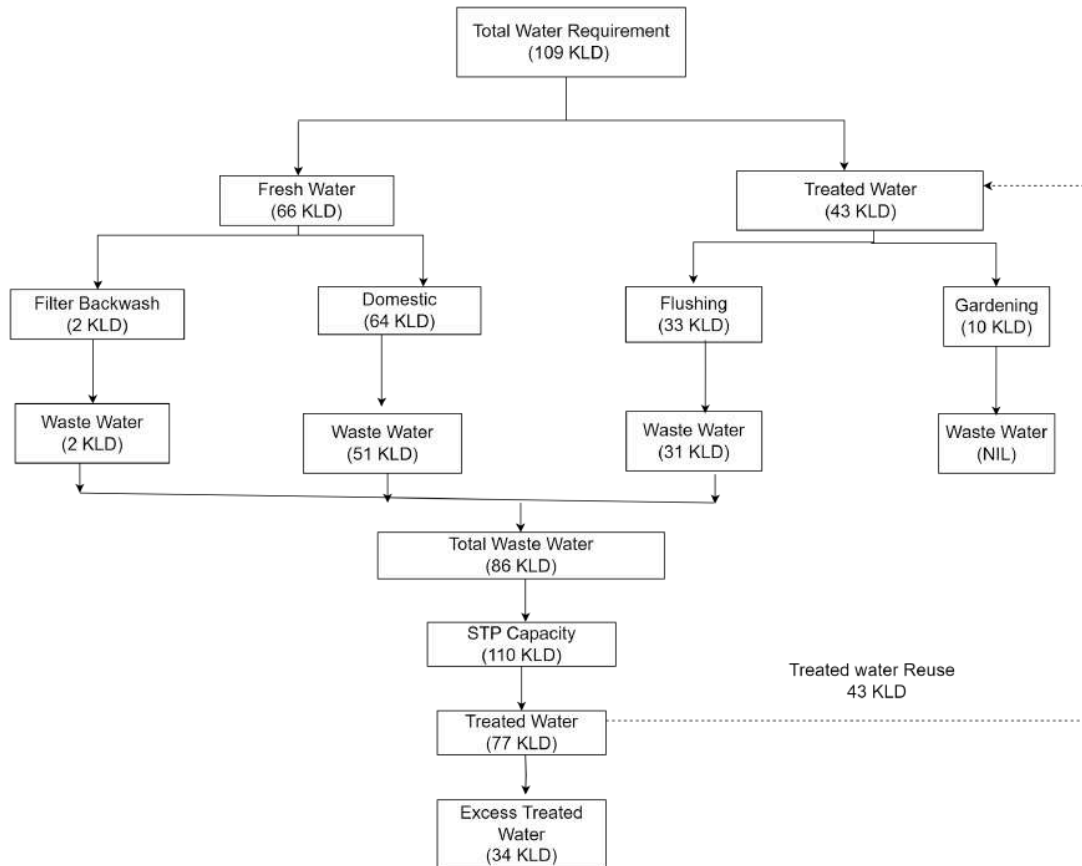 Total Water Requirement
(109 KLD)
Fresh Water
(66 KLD)
Treated Water
(43 KLD)
Filter Backwash
(2 KLD)
Domestic
(64 KLD)
Flushing
(33 KLD)
Gardening
(10 KLD)
Waste Water
(2 KLD)
Waste Water
(51 KLD)
Waste Water
(31 KLD)
Waste Water
(NIL)
Total Waste Water
(86 KLD)
STP Capacity
(110 KLD)
Treated water Reuse
43 KLD
Treated Water
(77 KLD)
Excess Treated
Water
(34 KLD)